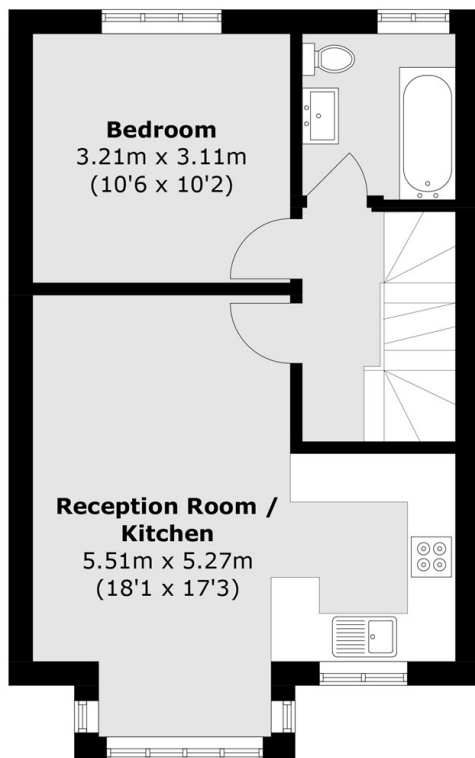 Bedroom
3.21m x 3.11m
(10'6 x 10'2)
Reception Room /
Kitchen
5.51m x 5.27m
(18'1 x 17'3)